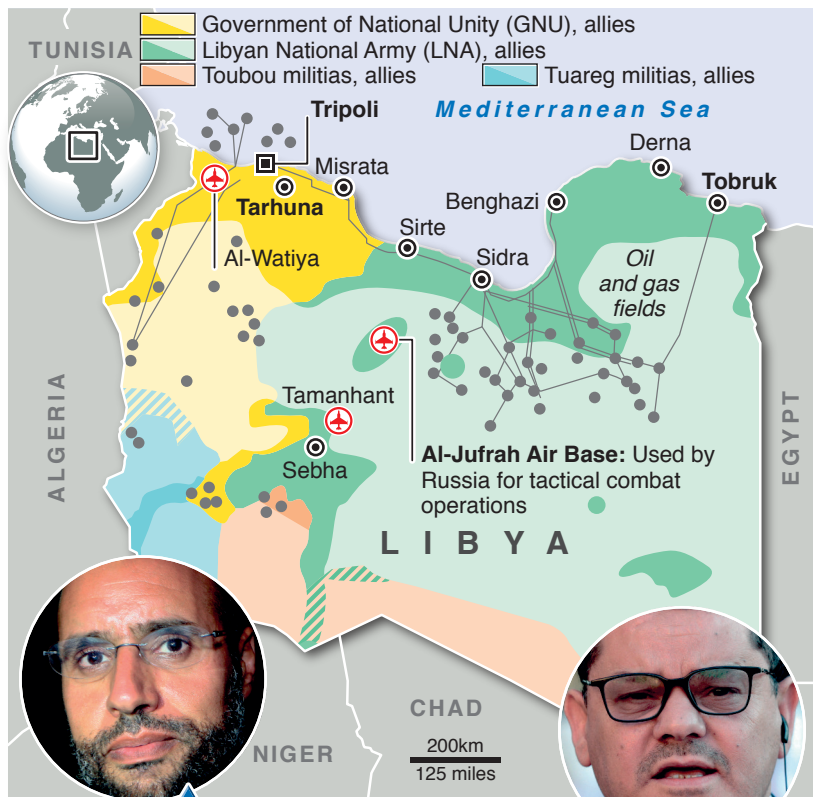 Government of National Unity (GNU), allies
Libyan National Army (LNA), allies
Toubou militias, allies
Tuareg militias, allies
TUNISIA
Tripoli
Mediterranean Sea
Misrata
Derna
Tarhuna
Benghazi
Tobruk
Sirte
Al-Watiya
Sidra
Oil
and gas
fields
ALGERIA
Tamanhant
EGYPT
Sebha
Al-Jufrah Air Base: Used by
Russia for tactical combat
operations
LIBYA
CHAD
NIGER
200km
125 miles